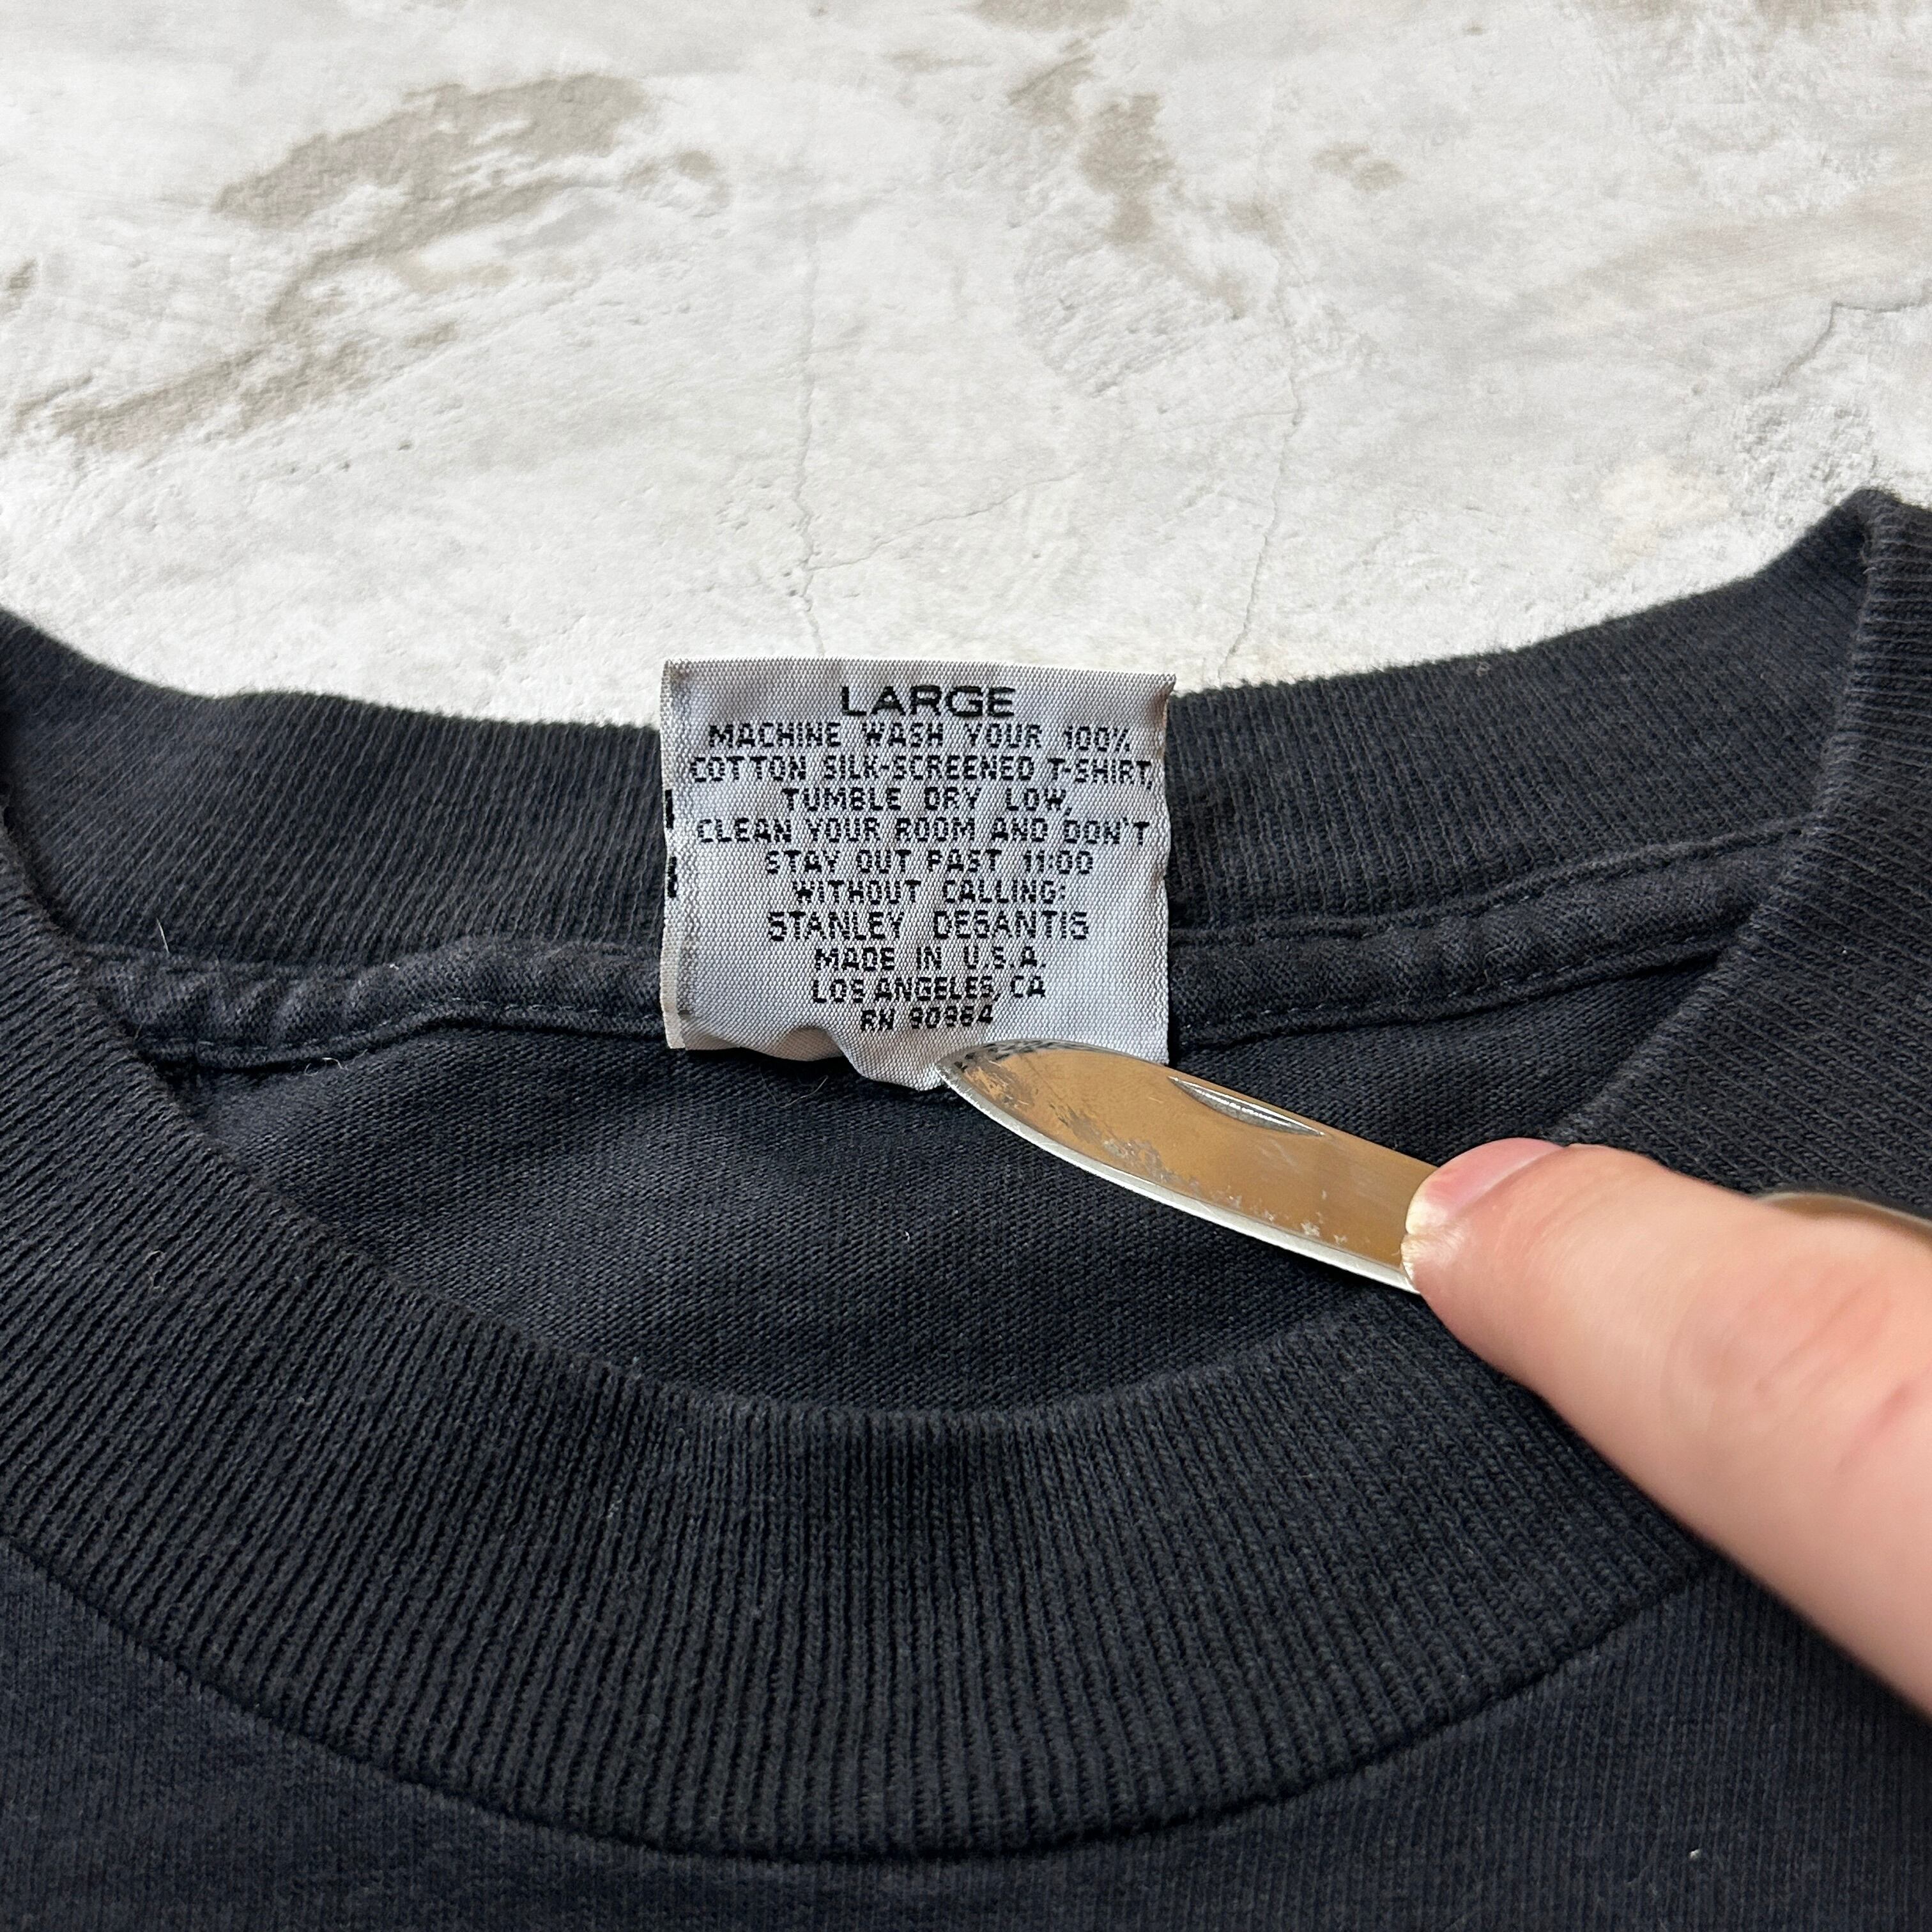 LARGE
MACHINE WASH YOUR 100%
COTTON SILK-SCREENED T-SHIRT,
TUMBLE DRY LOW,
CLEAN YOUR ROOM AND DON'T
STAY OUT PAST 11:00
WITHOUT CALLING!
STANLEY DESANTIS
MADE IN U.S.A.
LOS ANGELES, CA
RN 90964